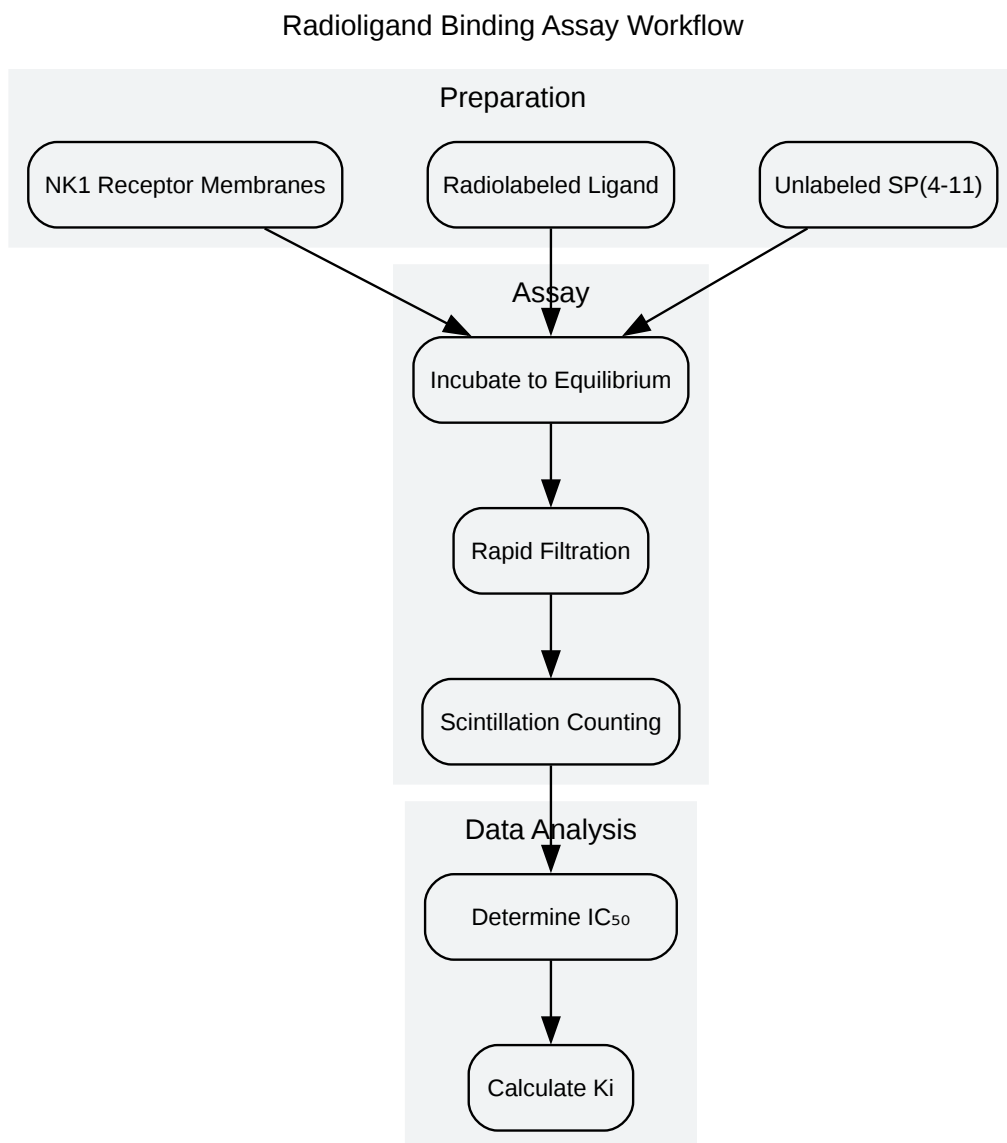 Radioligand Binding Assay Workflow
Preparation
NK1 Receptor Membranes
Radiolabeled Ligand
Unlabeled SP(4-11)
Assay
Incubate to Equilibrium
Rapid Filtration
Scintillation Counting
Data Analysis
Determine IC₅₀
Calculate Ki